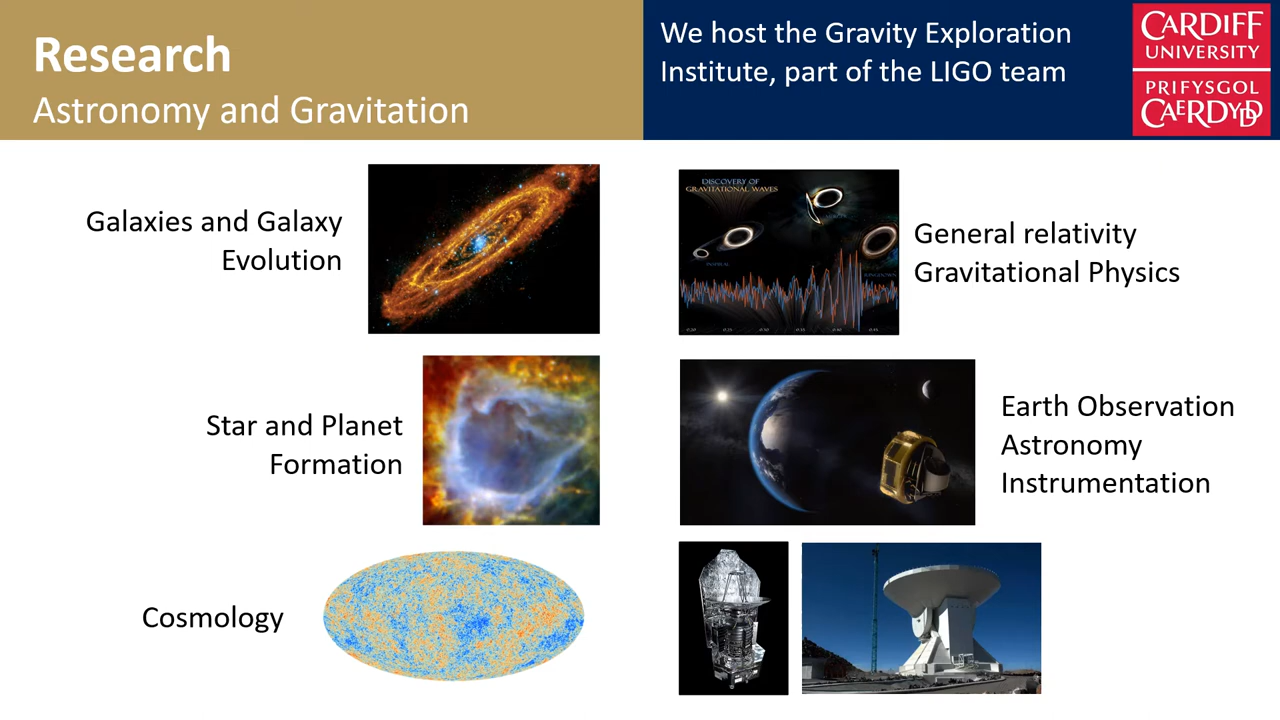 Research
Astronomy and Gravitation
We host the Gravity Exploration
Institute, part of the LIGO team
CARDIFF
UNIVERSITY
PRIFYSGOL
CAERDYDD
Galaxies and Galaxy
Evolution
DISCOVERY OF
GRAVITATIONAL WAVES
INSPIRAL
RINGDOWN
General relativity
Gravitational Physics
Star and Planet
Formation
Earth Observation
Astronomy
Instrumentation
Cosmology